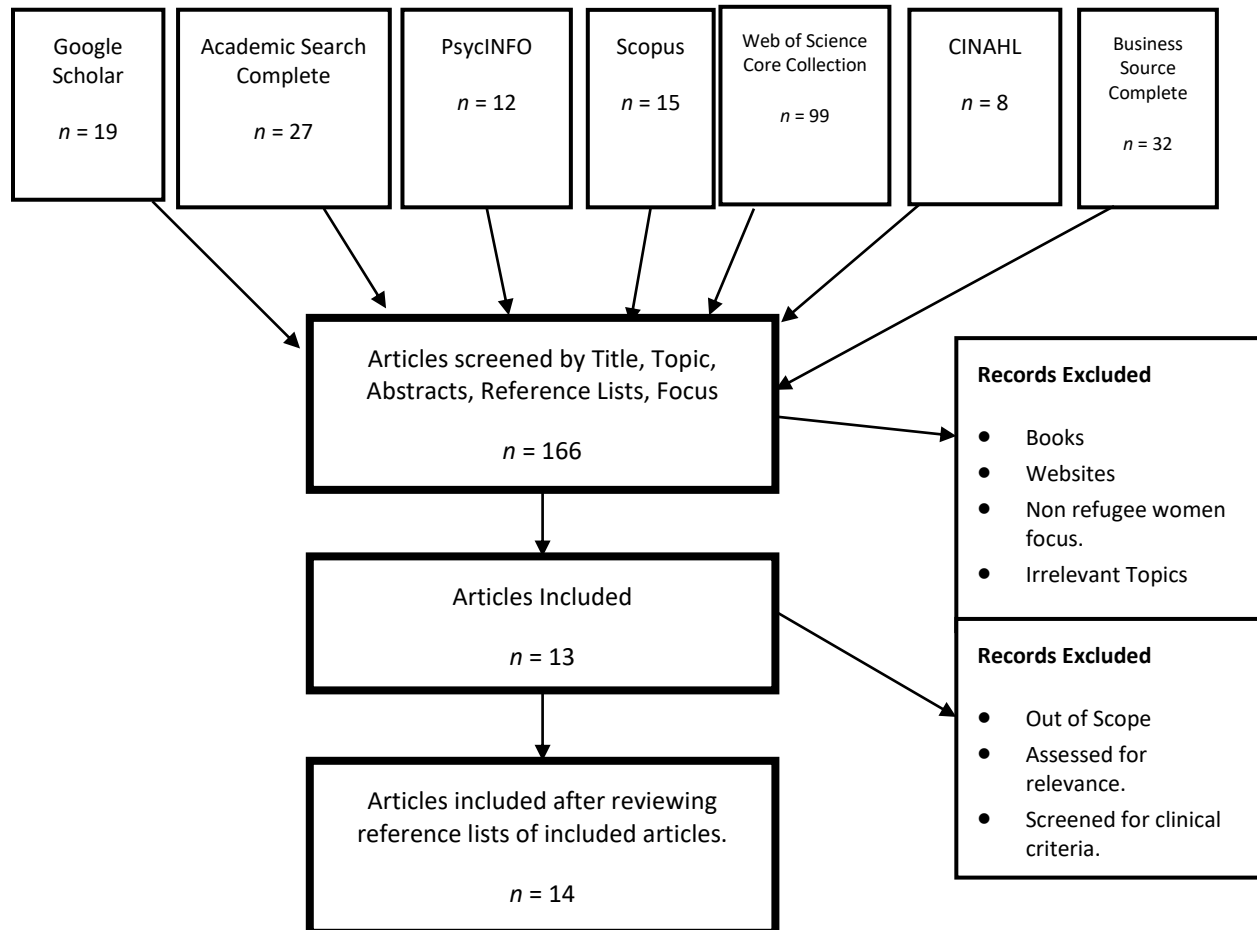 Google
Scholar
n = 19
Academic Search
Complete
n = 27
PsycINFO
n = 12
Scopus
n = 15
Web of Science
Core Collection
n = 99
CINAHL
n = 8
Business
Source
Complete
n = 32
Articles screened by Title, Topic,
Abstracts, Reference Lists, Focus
n = 166
Records Excluded
● Books
● Websites
● Non refugee women
focus.
● Irrelevant Topics
Articles Included
n = 13
Records Excluded
● Out of Scope
● Assessed for
relevance.
● Screened for clinical
criteria.
Articles included after reviewing
reference lists of included articles.
n = 14